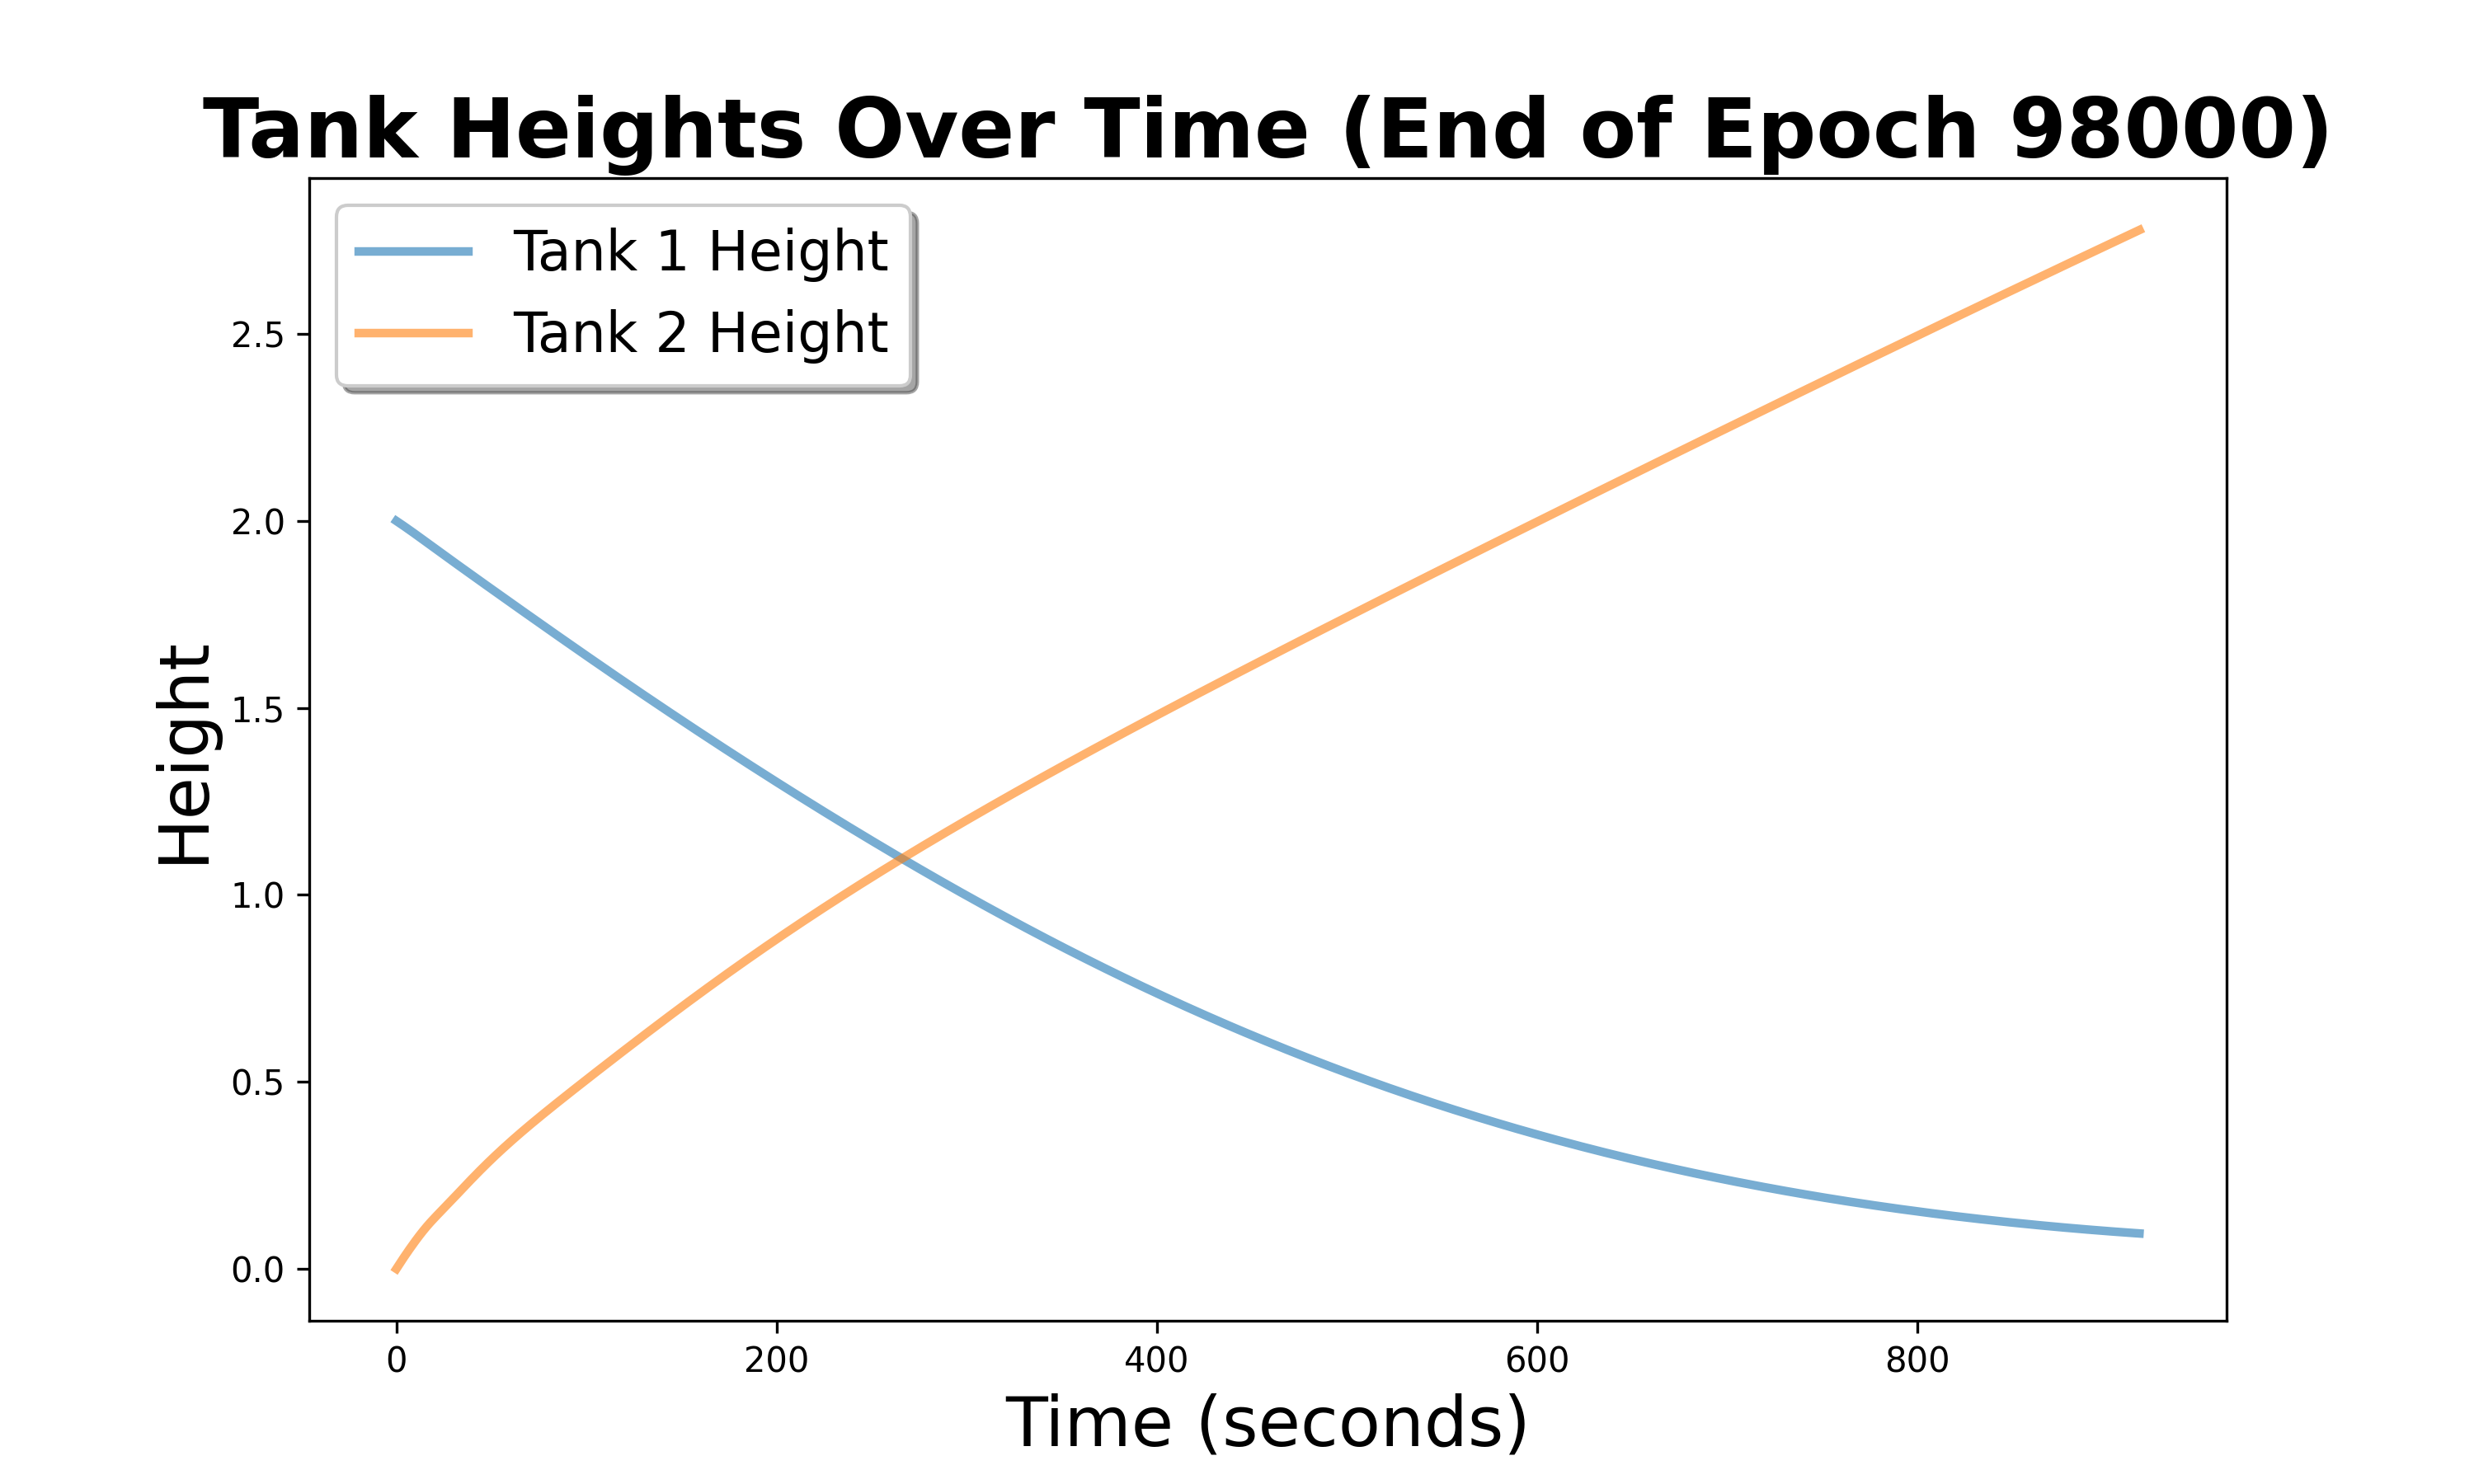 Tank Heights Over Time (End of Epoch 98000)
Tank 1 Height
Tank 2 Height
Height
2.5
2.0
1.5
1.0
0.5
0.0
0
200
400
600
800
Time (seconds)